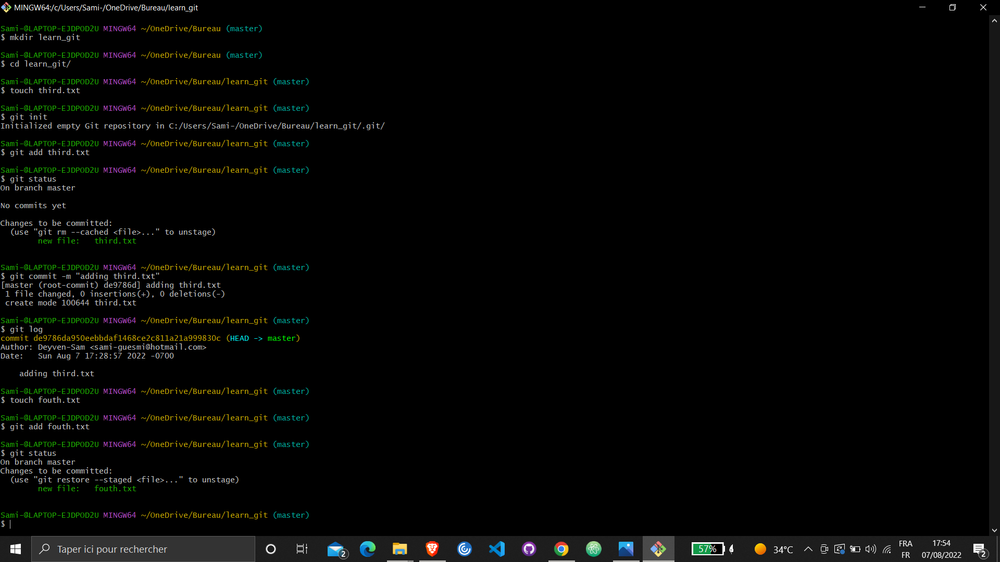 MINGW64:/c/Users/Sami-/OneDrive/Bureau/learn_git
Sami-@LAPTOP-EJDPOD2U MINGW64 ~/OneDrive/Bureau (master)
$ mkdir learn_git
Sami-@LAPTOP-EJDPOD2U MINGW64 ~/OneDrive/Bureau (master)
$ cd learn_git/
Sami-@LAPTOP-EJDPOD2U MINGW64 ~/OneDrive/Bureau/learn_git (master)
$ touch third.txt
Sami-@LAPTOP-EJDPOD2U MINGW64 ~/OneDrive/Bureau/learn_git (master)
$ git init
Initialized empty Git repository in C:/Users/Sami-/OneDrive/Bureau/learn_git/.git/
Sami-@LAPTOP-EJDPOD2U MINGW64 ~/OneDrive/Bureau/learn_git (master)
$ git add third.txt
Sami-@LAPTOP-EJDPOD2U MINGW64 ~/OneDrive/Bureau/learn_git (master)
$ git status
On branch master
No commits yet
Changes to be committed:
  (use "git rm --cached <file>..." to unstage)
        new file:   third.txt
Sami-@LAPTOP-EJDPOD2U MINGW64 ~/OneDrive/Bureau/learn_git (master)
$ git commit -m "adding third.txt"
[master (root-commit) de9786d] adding third.txt
 1 file changed, 0 insertions(+), 0 deletions(-)
 create mode 100644 third.txt
Sami-@LAPTOP-EJDPOD2U MINGW64 ~/OneDrive/Bureau/learn_git (master)
$ git log
commit de9786da950eebbdaf1468ce2c811a21a999830c (HEAD -> master)
Author: Deyven-Sam <sami-guesmi@hotmail.com>
Date:   Sun Aug 7 17:28:57 2022 -0700
    adding third.txt
Sami-@LAPTOP-EJDPOD2U MINGW64 ~/OneDrive/Bureau/learn_git (master)
$ touch fouth.txt
Sami-@LAPTOP-EJDPOD2U MINGW64 ~/OneDrive/Bureau/learn_git (master)
$ git add fouth.txt
Sami-@LAPTOP-EJDPOD2U MINGW64 ~/OneDrive/Bureau/learn_git (master)
$ git status
On branch master
Changes to be committed:
  (use "git restore --staged <file>..." to unstage)
        new file:   fouth.txt
Sami-@LAPTOP-EJDPOD2U MINGW64 ~/OneDrive/Bureau/learn_git (master)
$
Taper ici pour rechercher
2
57%
34°C
FRA
FR
17:54
07/08/2022
2